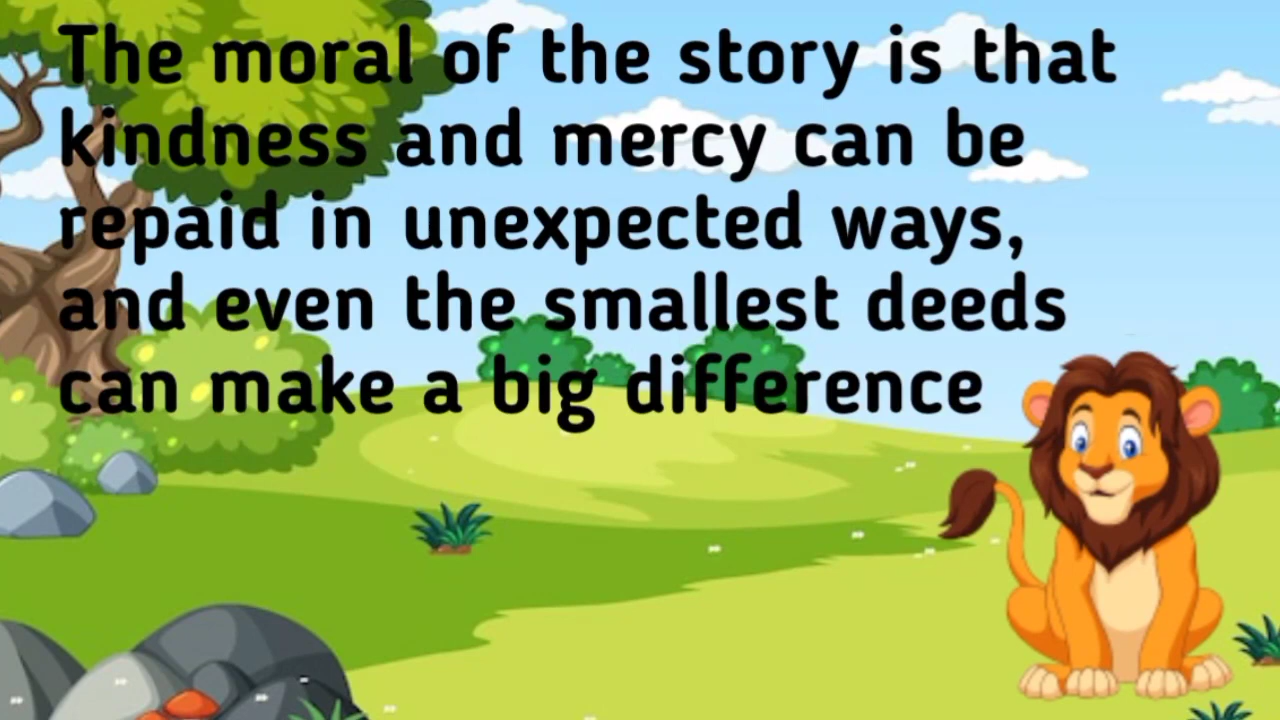 The moral of the story is that
kindness and mercy can be
repaid in unexpected ways,
and even the smallest deeds
can make a big difference